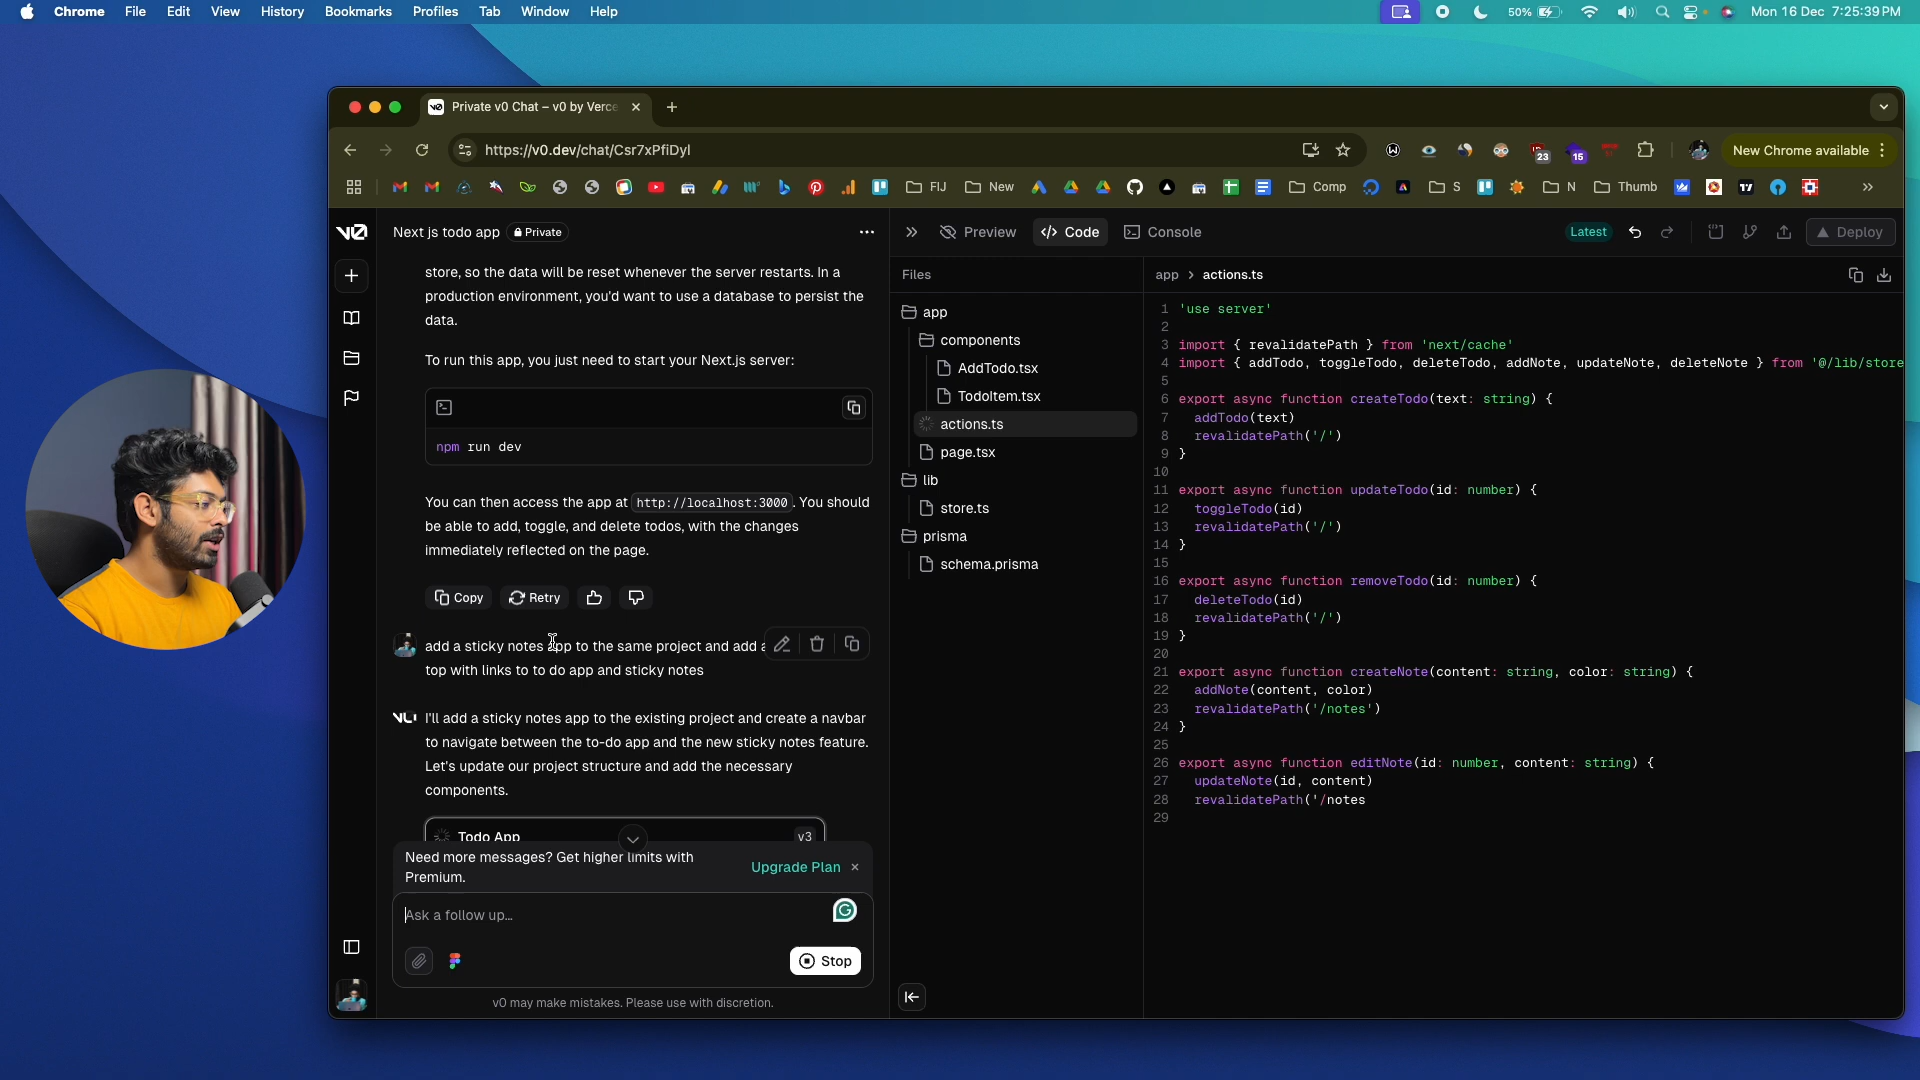 Chrome File Edit View History Bookmarks Profiles Tab Window Help
50% Mon 16 Dec 7:25:39 PM
Private v0 Chat – v0 by Verce
https://v0.dev/chat/Csr7xPfiDyl
23 15 New Chrome available
FIJ New Comp S N Thumb
Next js todo app Private
Preview Code Console
Latest Deploy
store, so the data will be reset whenever the server restarts. In a
production environment, you'd want to use a database to persist the
data.
To run this app, you just need to start your Next.js server:
npm run dev
You can then access the app at http://localhost:3000. You should
be able to add, toggle, and delete todos, with the changes
immediately reflected on the page.
Copy Retry
add a sticky notes app to the same project and add a
top with links to to do app and sticky notes
I'll add a sticky notes app to the existing project and create a navbar
to navigate between the to-do app and the new sticky notes feature.
Let's update our project structure and add the necessary
components.
Todo App v3
Need more messages? Get higher limits with
Premium.
Upgrade Plan
Ask a follow up...
Stop
v0 may make mistakes. Please use with discretion.
Files
app
components
AddTodo.tsx
TodoItem.tsx
actions.ts
page.tsx
lib
store.ts
prisma
schema.prisma
app > actions.ts
1 'use server'
2
3 import { revalidatePath } from 'next/cache'
4 import { addTodo, toggleTodo, deleteTodo, addNote, updateNote, deleteNote } from '@/lib/store
5
6 export async function createTodo(text: string) {
7 addTodo(text)
8 revalidatePath('/')
9 }
10
11 export async function updateTodo(id: number) {
12 toggleTodo(id)
13 revalidatePath('/')
14 }
15
16 export async function removeTodo(id: number) {
17 deleteTodo(id)
18 revalidatePath('/')
19 }
20
21 export async function createNote(content: string, color: string) {
22 addNote(content, color)
23 revalidatePath('/notes')
24 }
25
26 export async function editNote(id: number, content: string) {
27 updateNote(id, content)
28 revalidatePath('/notes
29